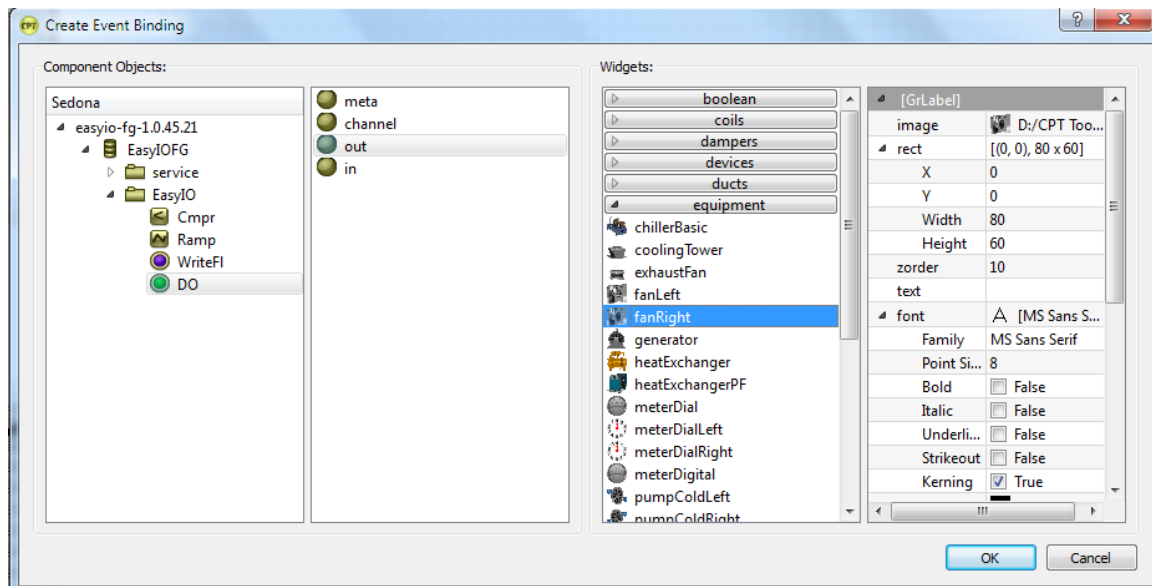 CPT Create Event Binding
? X
Component Objects:
Sedona
easyio-fg-1.0.45.21
EasyIOFG
service
EasyIO
Cmpr
Ramp
WriteFl
DO
meta
channel
out
in
Widgets:
boolean
coils
dampers
devices
ducts
equipment
chillerBasic
coolingTower
exhaustFan
fanLeft
fanRight
generator
heatExchanger
heatExchangerPF
meterDial
meterDialLeft
meterDialRight
meterDigital
pumpColdLeft
pumpColdRight
[GrLabel]
image D:/CPT Too...
rect [(0, 0), 80 x 60]
X 0
Y 0
Width 80
Height 60
zorder 10
text
font A [MS Sans S...
Family MS Sans Serif
Point Si... 8
Bold False
Italic False
Underli... False
Strikeout False
Kerning True
OK Cancel